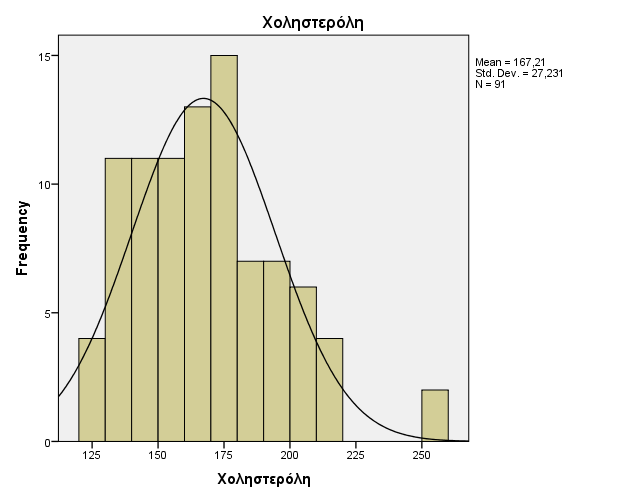 Χοληστερόλη
Mean = 167,21
Std. Dev. = 27,231
N = 91
15
10
5
0
Frequency
125 150 175 200 225 250
Χοληστερόλη